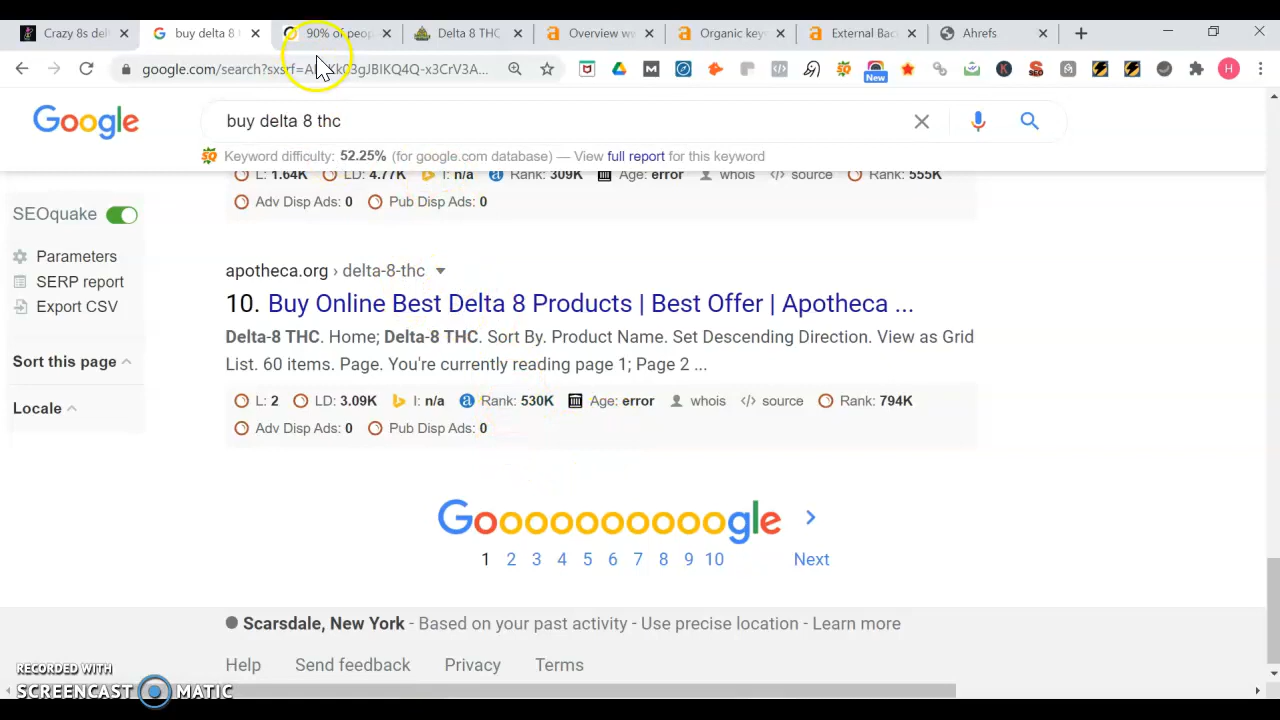 Crazy 8s del
buy delta 8
90% of peop
Delta 8 THC
Overview w
Organic key
External Bac
Ahrefs
New
Google
buy delta 8 thc
Keyword difficulty: 52.25% (for google.com database) — View full report for this keyword
L: 1.64K LD: 4.77K I: n/a Rank: 309K Age: error whois source Rank: 555K
Adv Disp Ads: 0 Pub Disp Ads: 0
SEOquake
Parameters
SERP report
Export CSV
Sort this page
Locale
apotheca.org › delta-8-thc
10. Buy Online Best Delta 8 Products | Best Offer | Apotheca ...
Delta-8 THC. Home; Delta-8 THC. Sort By. Product Name. Set Descending Direction. View as Grid
List. 60 items. Page. You're currently reading page 1; Page 2 ...
L: 2 LD: 3.09K I: n/a Rank: 530K Age: error whois source Rank: 794K
Adv Disp Ads: 0 Pub Disp Ads: 0
Goooooooooogle
1 2 3 4 5 6 7 8 9 10 Next
Scarsdale, New York - Based on your past activity - Use precise location - Learn more
Help Send feedback Privacy Terms
RECORDED WITH
SCREENCAST MATIC